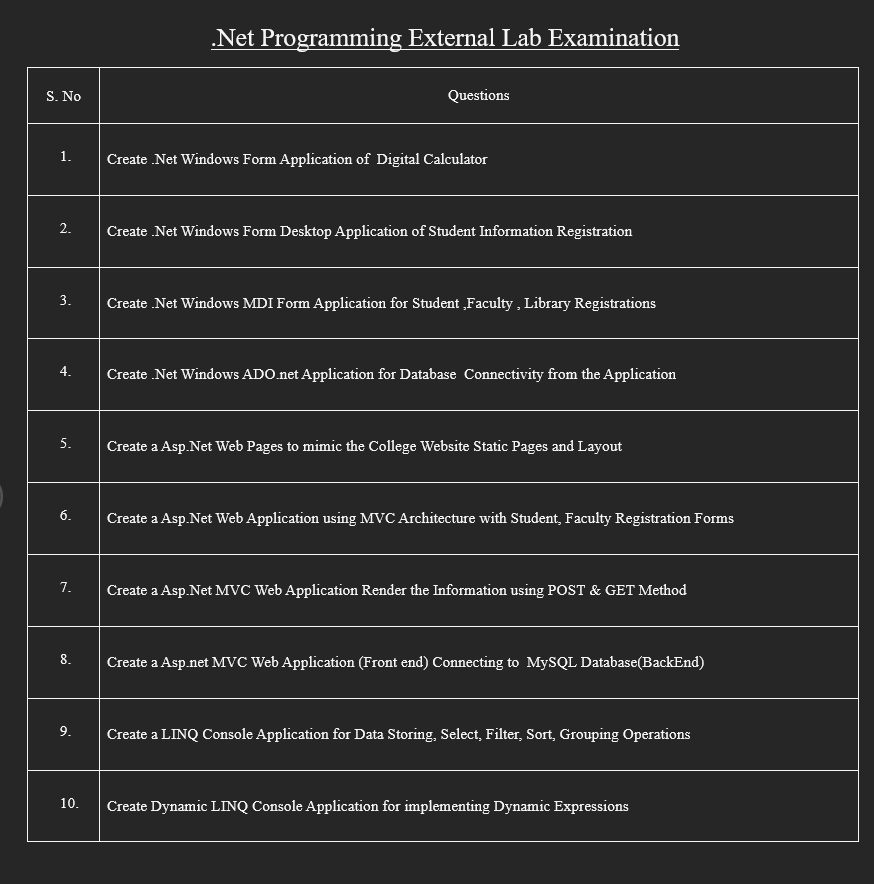 .Net Programming External Lab Examination
S. No Questions
1. Create .Net Windows Form Application of  Digital Calculator
2. Create .Net Windows Form Desktop Application of Student Information Registration
3. Create .Net Windows MDI Form Application for Student ,Faculty , Library Registrations
4. Create .Net Windows ADO.net Application for Database  Connectivity from the Application
5. Create a Asp.Net Web Pages to mimic the College Website Static Pages and Layout
6. Create a Asp.Net Web Application using MVC Architecture with Student, Faculty Registration Forms
7. Create a Asp.Net MVC Web Application Render the Information using POST & GET Method
8. Create a Asp.net MVC Web Application (Front end) Connecting to  MySQL Database(BackEnd)
9. Create a LINQ Console Application for Data Storing, Select, Filter, Sort, Grouping Operations
10. Create Dynamic LINQ Console Application for implementing Dynamic Expressions